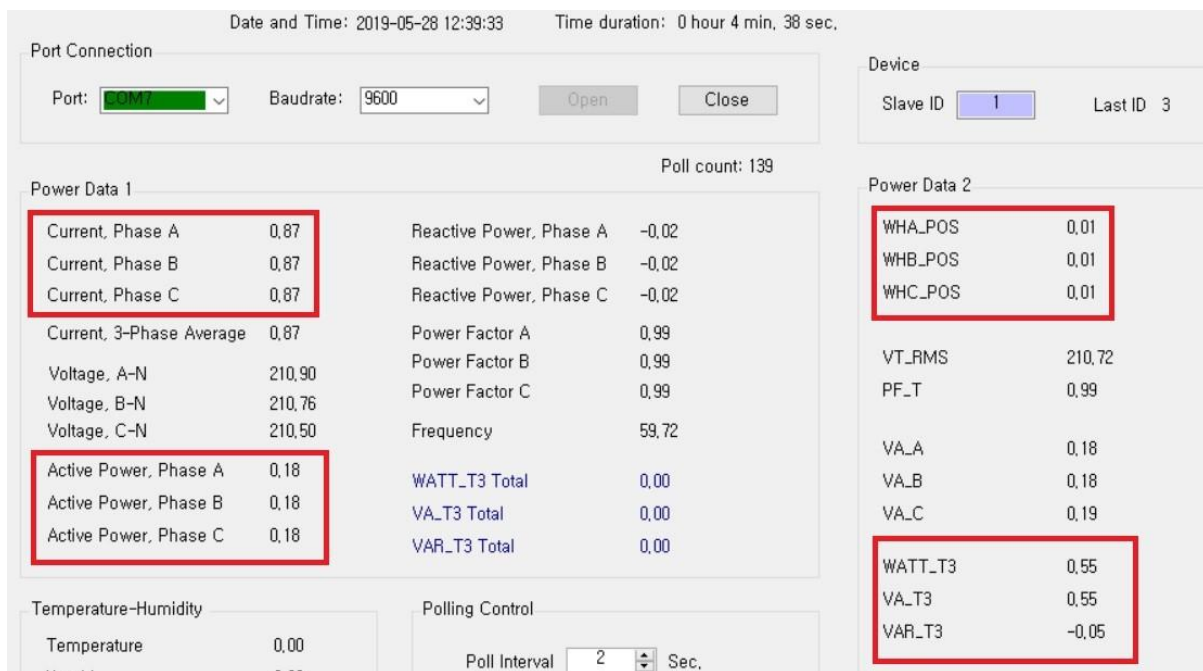 Date and Time: 2019-05-28 12:39:33 Time duration: 0 hour 4 min, 38 sec,
Port Connection
Port: COM7 Baudrate: 9600 Open Close
Device
Slave ID 1 Last ID 3
Poll count: 139
Power Data 1
Current, Phase A 0,87
Current, Phase B 0,87
Current, Phase C 0,87
Current, 3-Phase Average 0,87
Voltage, A-N 210,90
Voltage, B-N 210,76
Voltage, C-N 210,50
Active Power, Phase A 0,18
Active Power, Phase B 0,18
Active Power, Phase C 0,18
Reactive Power, Phase A -0,02
Reactive Power, Phase B -0,02
Reactive Power, Phase C -0,02
Power Factor A 0,99
Power Factor B 0,99
Power Factor C 0,99
Frequency 59,72
WATT_T3 Total 0,00
VA_T3 Total 0,00
VAR_T3 Total 0,00
Power Data 2
WHA_POS 0,01
WHB_POS 0,01
WHC_POS 0,01
VT_RMS 210,72
PF_T 0,99
VA_A 0,18
VA_B 0,18
VA_C 0,19
WATT_T3 0,55
VA_T3 0,55
VAR_T3 -0,05
Temperature-Humidity
Temperature 0,00
Polling Control
Poll Interval 2 Sec,